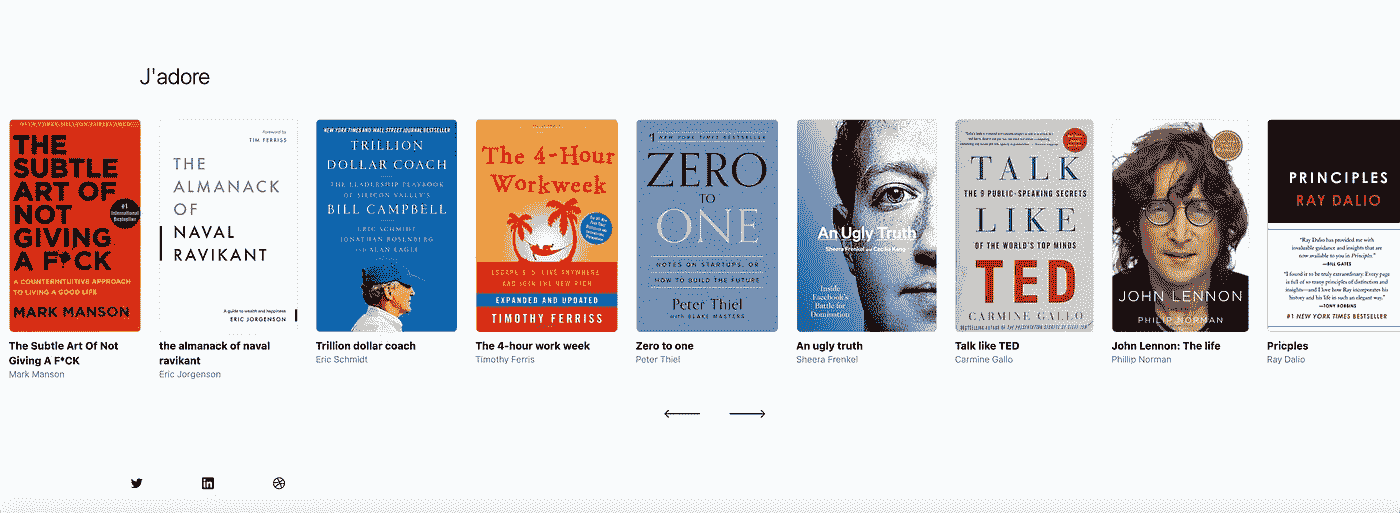 J'adore
THE
SUBTLE
ART OF
NOT
GIVING
A F*CK
#1
International
Bestseller
A COUNTERINTUITIVE APPROACH
TO LIVING A GOOD LIFE
MARK MANSON
The Subtle Art Of Not
Giving A F*CK
Mark Manson
Foreword by
TIM FERRISS
THE
ALMANACK
OF
NAVAL
RAVIKANT
A guide to wealth and happiness
ERIC JORGENSON
the almanack of naval
ravikant
Eric Jorgenson
NEW YORK TIMES AND WALL STREET JOURNAL BESTSELLER
TRILLION
DOLLAR COACH
THE LEADERSHIP PLAYBOOK
OF SILICON VALLEY'S
BILL CAMPBELL
ERIC SCHMIDT
JONATHAN ROSENBERG
AND ALAN EAGLE
Trillion dollar coach
Eric Schmidt
The 4-Hour
Workweek
ESCAPE 9-5, LIVE ANYWHERE,
AND JOIN THE NEW RICH
EXPANDED AND UPDATED
TIMOTHY FERRISS
The 4-hour work week
Timothy Ferris
#1 NEW YORK TIMES BESTSELLER
ZERO
TO
ONE
NOTES ON STARTUPS, OR
HOW TO BUILD THE FUTURE
Peter Thiel
WITH BLAKE MASTERS
Zero to one
Peter Thiel
An Ugly Truth
Sheera Frenkel and Cecilia Kang
Inside
Facebook's
Battle for
Domination
An ugly truth
Sheera Frenkel
TALK
THE 9 PUBLIC-SPEAKING SECRETS
LIKE
OF THE WORLD'S TOP MINDS
TED
CARMINE GALLO
BESTSELLING AUTHOR OF THE PRESENTATION SECRETS OF STEVE JOBS
Talk like TED
Carmine Gallo
JOHN LENNON
PHILIP NORMAN
John Lennon: The life
Phillip Norman
PRINCIPLES
RAY DALIO
"Ray Dalio has provided me with
invaluable guidance and insights that are
now available to you in Principles."
—BILL GATES
"I found it to be truly extraordinary. Every page
is full of so many principles of distinction and
insights—and I love how Ray incorporates his
history and his life in such an elegant way."
—TONY ROBBINS
#1 NEW YORK TIMES BESTSELLER
Pricples
Ray Dalio